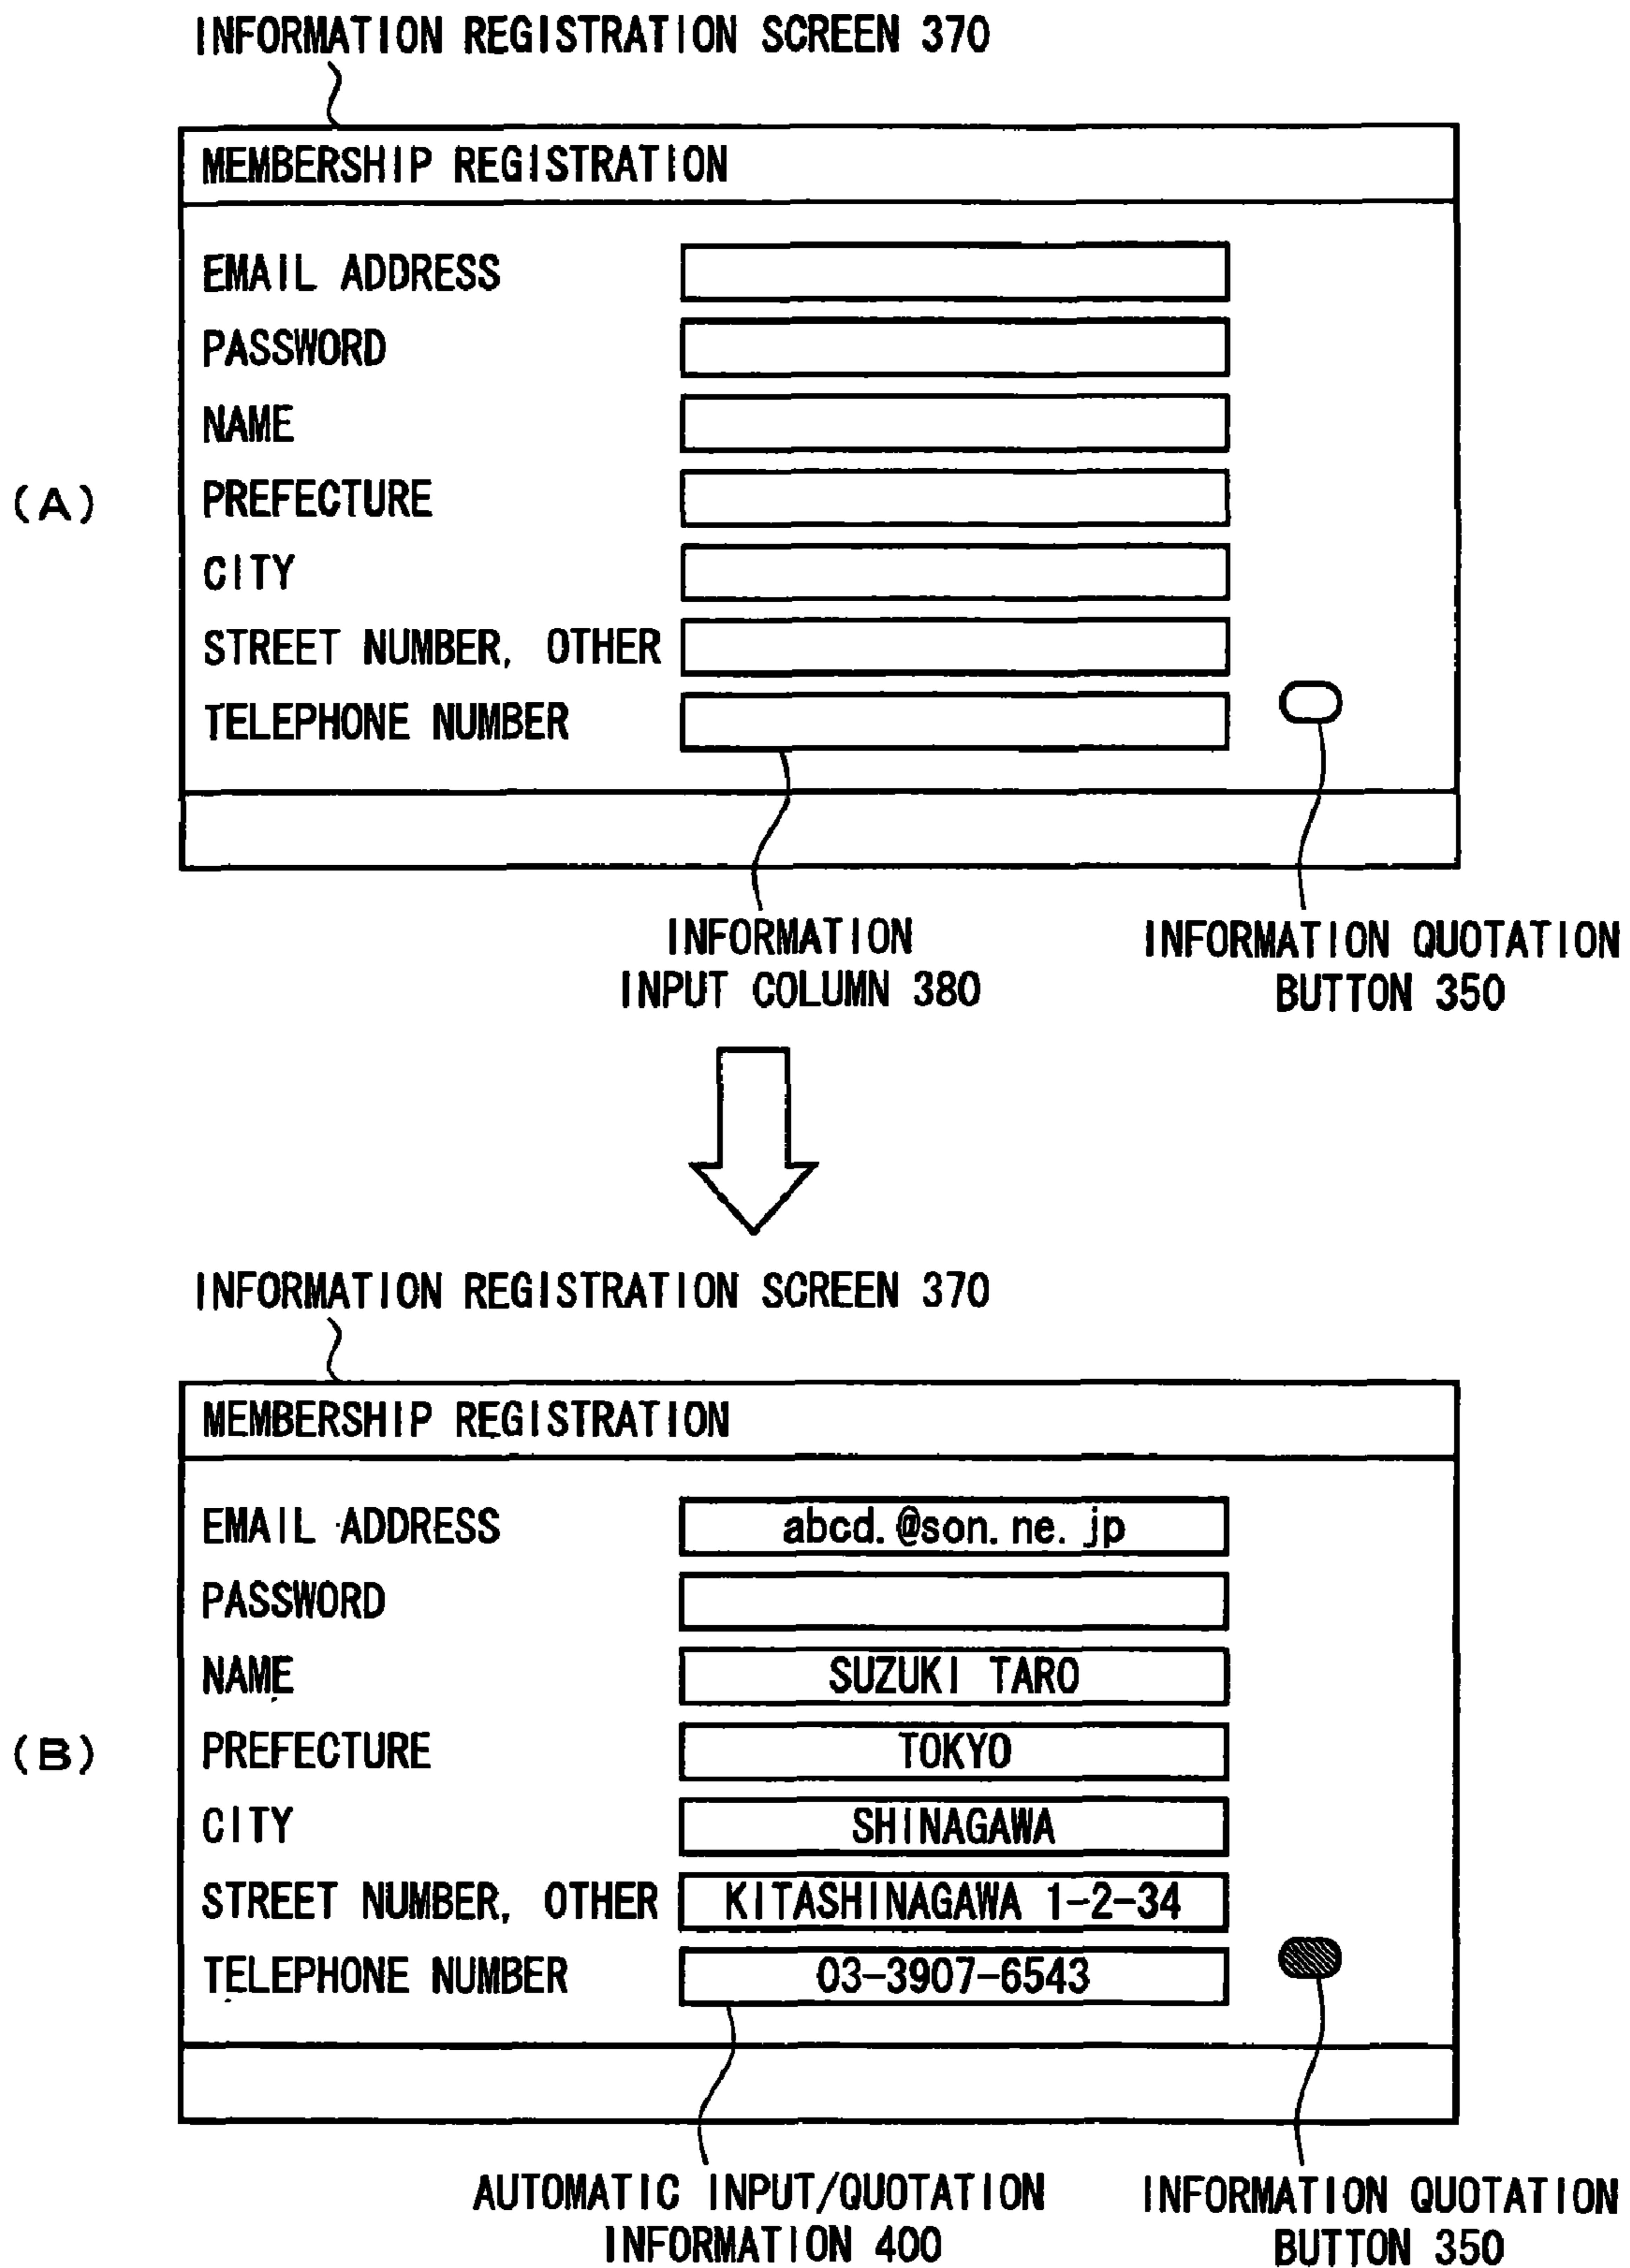 INFORMATION REGISTRATION SCREEN 370
MEMBERSHIP REGISTRATION
EMAIL ADDRESS
PASSWORD
NAME
(A)
PREFECTURE
CITY
STREET NUMBER, OTHER
TELEPHONE NUMBER
INFORMATION
INPUT COLUMN 380
INFORMATION QUOTATION
BUTTON 350
INFORMATION REGISTRATION SCREEN 370
MEMBERSHIP REGISTRATION
EMAIL ADDRESS abcd.@son.ne.jp
PASSWORD
NAME SUZUKI TARO
(B)
PREFECTURE TOKYO
CITY SHINAGAWA
STREET NUMBER, OTHER KITASHINAGAWA 1-2-34
TELEPHONE NUMBER 03-3907-6543
AUTOMATIC INPUT/QUOTATION
INFORMATION 400
INFORMATION QUOTATION
BUTTON 350